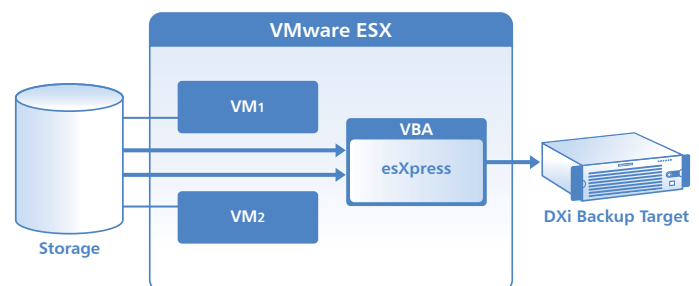 VMware ESX
VM1
VBA
esXpress
VM2
Storage
DXi Backup Target